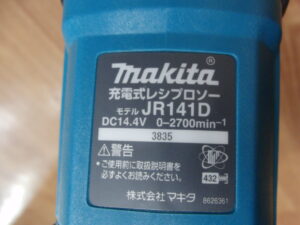 makita
充電式レシプロソー
モデル JR141D
DC14.4V 0-2700min-1
3835
⚠警告
・ご使用前に取扱説明書を
必ずよくお読みください。
432
株式会社 マキタ
8626361